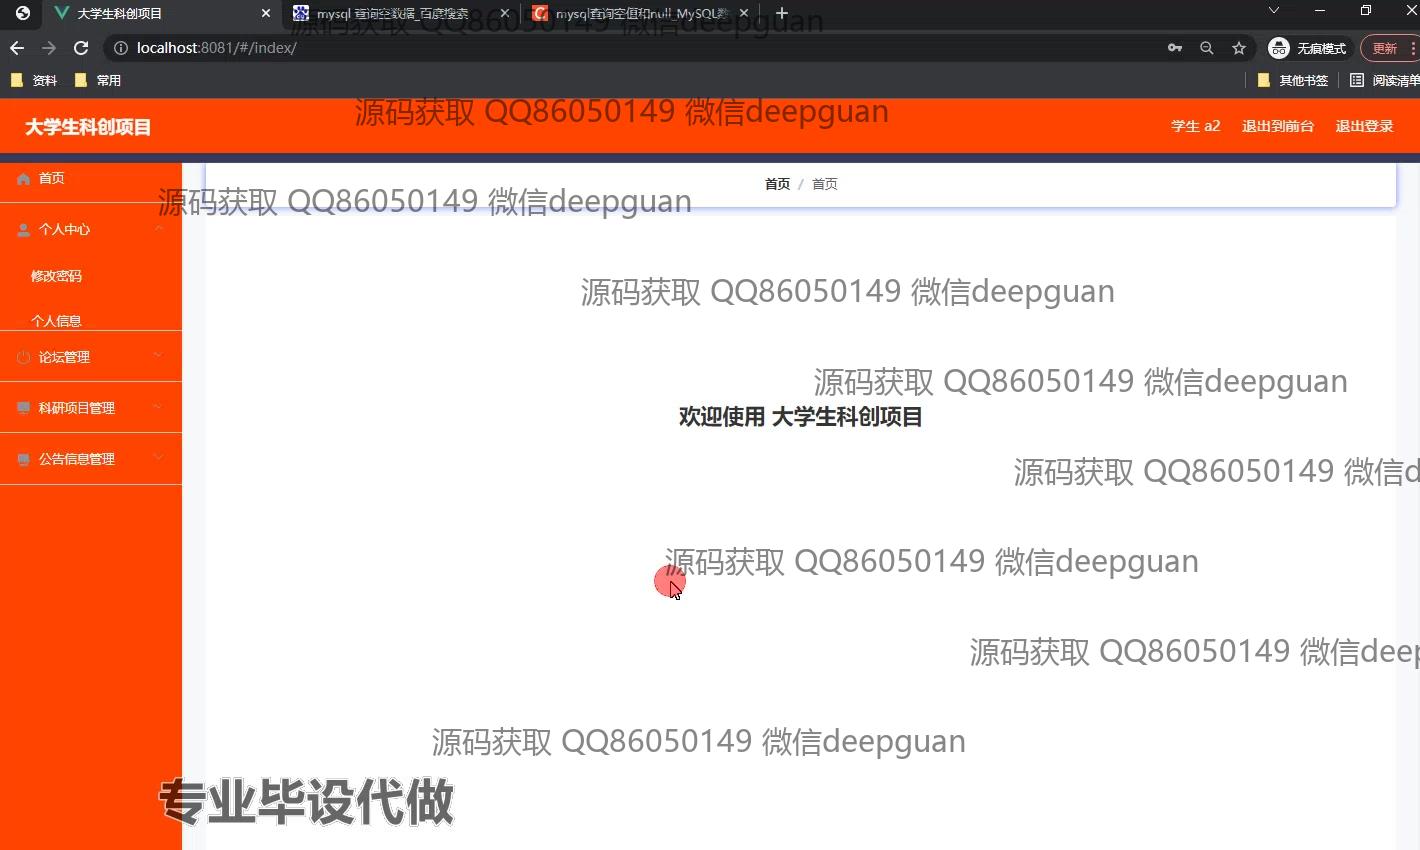 大学生科创项目
mysql 查询空数据_百度搜索
mysql查询空值和null_MySQL数
源码获取 QQ86050149 微信deepguan
localhost:8081/#/index/
无痕模式
更新
资料
常用
其他书签
阅读清单
大学生科创项目
源码获取 QQ86050149 微信deepguan
学生 a2
退出到前台
退出登录
首页
首页 / 首页
源码获取 QQ86050149 微信deepguan
个人中心
修改密码
源码获取 QQ86050149 微信deepguan
个人信息
论坛管理
源码获取 QQ86050149 微信deepguan
科研项目管理
欢迎使用 大学生科创项目
公告信息管理
源码获取 QQ86050149 微信d
源码获取 QQ86050149 微信deepguan
源码获取 QQ86050149 微信deep
源码获取 QQ86050149 微信deepguan
专业毕设代做